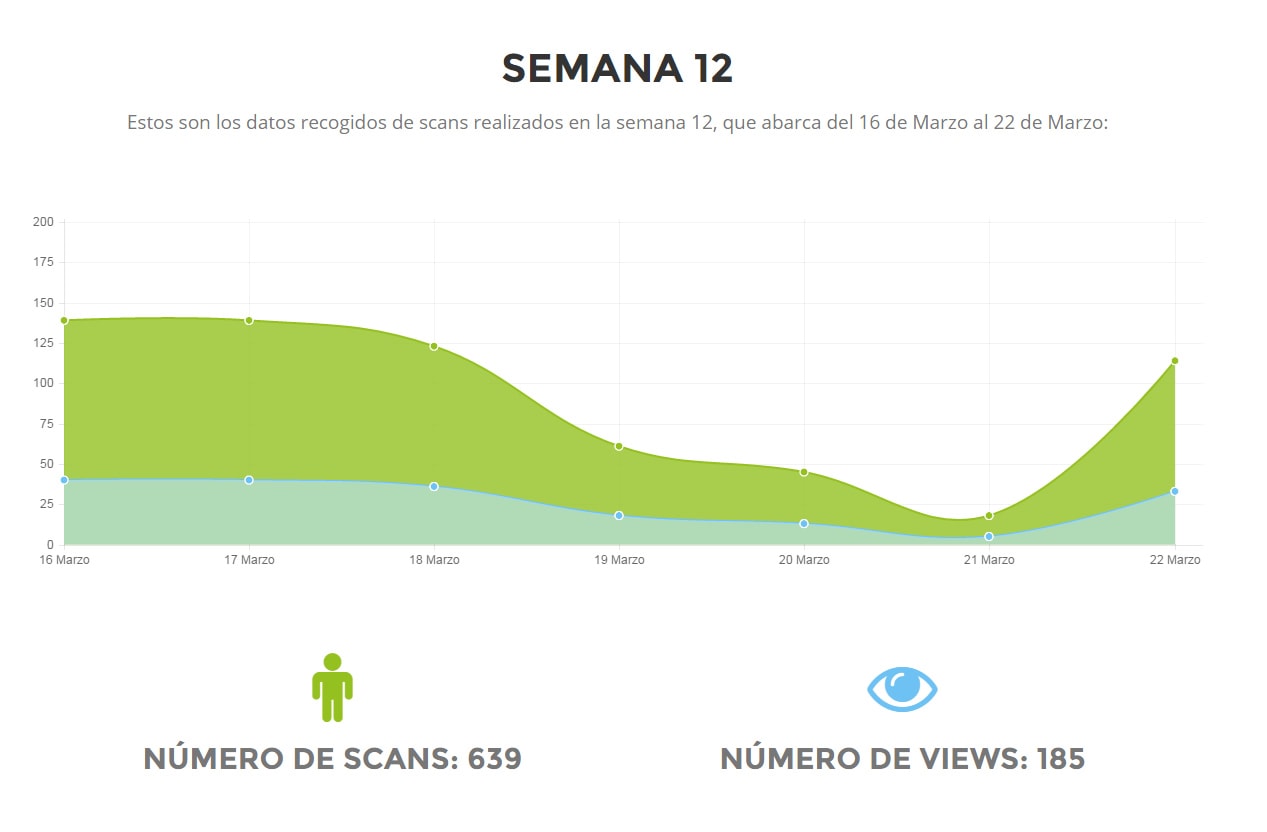 SEMANA 12
Estos son los datos recogidos de scans realizados en la semana 12, que abarca del 16 de Marzo al 22 de Marzo:
200
175
150
125
100
75
50
25
0
16 Marzo 17 Marzo 18 Marzo 19 Marzo 20 Marzo 21 Marzo 22 Marzo
NÚMERO DE SCANS: 639 NÚMERO DE VIEWS: 185